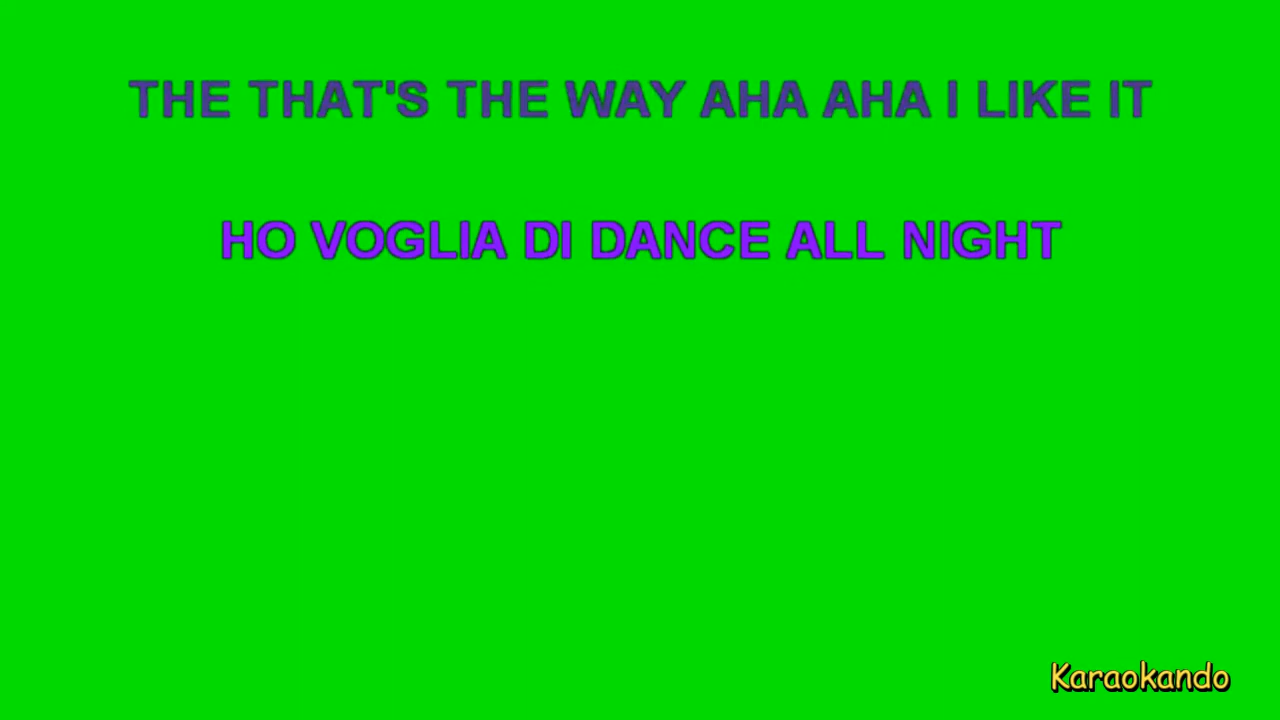 THE THAT'S THE WAY AHA AHA I LIKE IT
HO VOGLIA DI DANCE ALL NIGHT
Karaokando